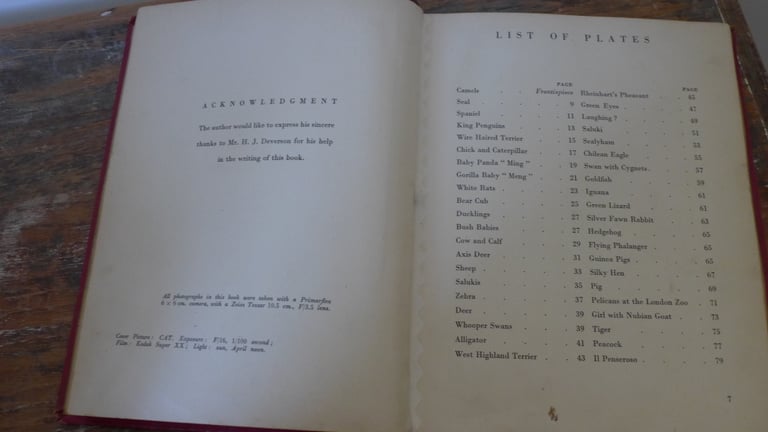 ACKNOWLEDGMENT
The author would like to express his sincere
thanks to Mr. H. J. Deverson for his help
in the writing of this book.
All photographs in this book were taken with a Primarflex
6 x 6 cm. camera, with a Zeiss Tessar 10.5 cm., F/3.5 lens.
Cover Picture: CAT. Exposure: F/16, 1/100 second;
Film: Kodak Super XX; Light: sun, April noon.
LIST OF PLATES
PAGE
Camels . . Frontispiece
Seal . . . . 9
Spaniel . . . . 11
King Penguins . . . 13
Wire Haired Terrier . . 15
Chick and Caterpillar . . 17
Baby Panda "Ming" . . 19
Gorilla Baby "Meng" . . 21
White Rats . . . . 23
Bear Cub . . . . 25
Ducklings . . . . 27
Bush Babies . . . . 27
Cow and Calf . . . 29
Axis Deer . . . . 31
Sheep . . . . 33
Salukis . . . . 35
Zebra . . . . 37
Deer . . . . 39
Whooper Swans . . . 39
Alligator . . . . 41
West Highland Terrier . . 43
PAGE
Rheinhart's Pheasant . . 45
Green Eyes . . . . 47
Laughing? . . . . 49
Saluki . . . . 51
Sealyham . . . . 53
Chilean Eagle . . . 55
Swan with Cygnets . . . 57
Goldfish . . . . 59
Iguana . . . . 61
Green Lizard . . . . 61
Silver Fawn Rabbit . . 63
Hedgehog . . . . 65
Flying Phalanger . . . 65
Guinea Pigs . . . . 65
Silky Hen . . . . 67
Pig . . . . 69
Pelicans at the London Zoo . 71
Girl with Nubian Goat . . 73
Tiger . . . . 75
Peacock . . . . 77
Il Penseroso . . . . 79
7